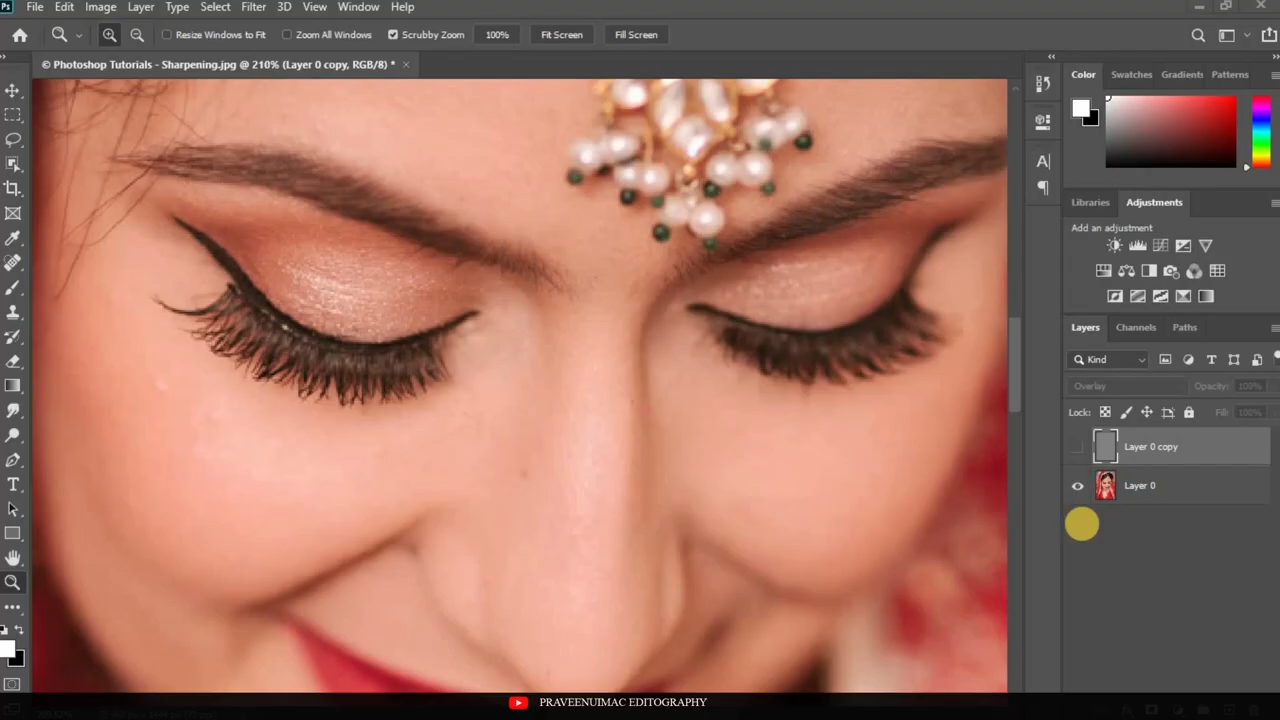 Ps File Edit Image Layer Type Select Filter 3D View Window Help
Resize Windows to Fit Zoom All Windows Scrubby Zoom 100% Fit Screen Fill Screen
© Photoshop Tutorials - Sharpening.jpg @ 210% (Layer 0 copy, RGB/8) * ×
Color Swatches Gradients Patterns
Libraries Adjustments
Add an adjustment
Layers Channels Paths
Kind
Overlay Opacity: 100%
Lock: Fill: 100%
Layer 0 copy
Layer 0
PRAVEENUIMAC EDITOGRAPHY